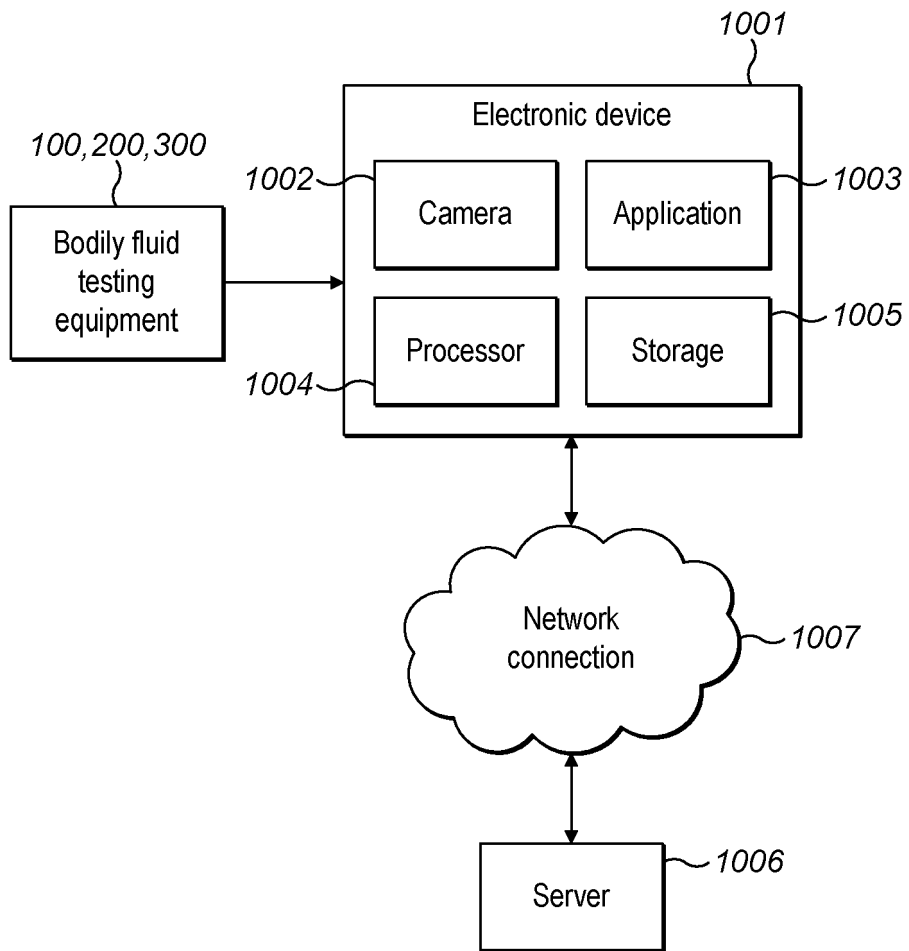 1001
Electronic device
100,200,300
1002
1003
Camera
Application
Bodily fluid
testing
equipment
1005
Processor
Storage
1004
Network
connection
1007
1006
Server